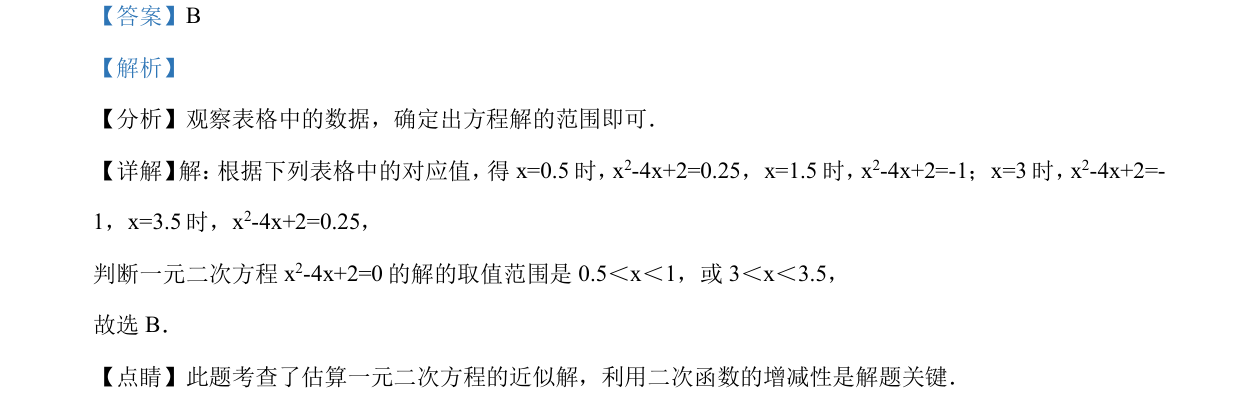 【答案】B
【解析】
【分析】观察表格中的数据，确定出方程解的范围即可．
【详解】解：根据下列表格中的对应值，得 x=0.5 时，x²-4x+2=0.25，x=1.5 时，x²-4x+2=-1；x=3 时，x²-4x+2=-
1，x=3.5 时，x²-4x+2=0.25，
判断一元二次方程 x²-4x+2=0 的解的取值范围是 0.5＜x＜1，或 3＜x＜3.5，
故选 B．
【点睛】此题考查了估算一元二次方程的近似解，利用二次函数的增减性是解题关键．